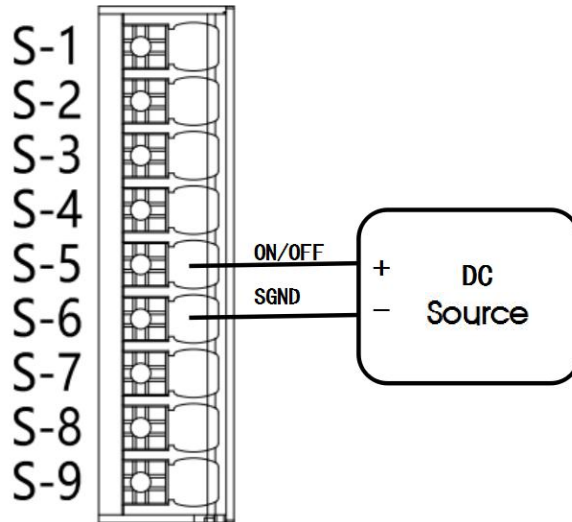 S-1
S-2
S-3
S-4
S-5
S-6
S-7
S-8
S-9
ON/OFF
SGND
+
−
DC
Source